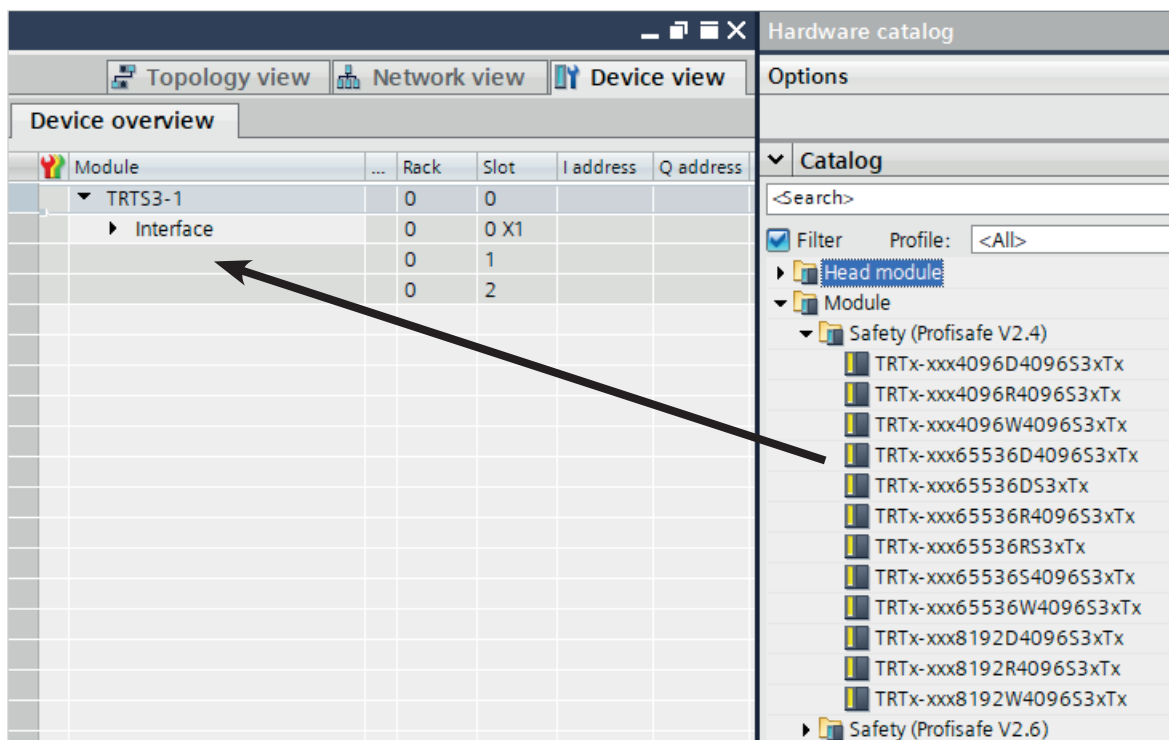 Hardware catalog
Topology view Network view Device view
Options
Device overview
Module ... Rack Slot I address Q address
Catalog
TRTS3-1 0 0
<Search>
Interface 0 0 X1
Filter Profile: <All>
0 1
Head module
0 2
Module
Safety (Profisafe V2.4)
TRTx-xxx4096D4096S3xTx
TRTx-xxx4096R4096S3xTx
TRTx-xxx4096W4096S3xTx
TRTx-xxx65536D4096S3xTx
TRTx-xxx65536DS3xTx
TRTx-xxx65536R4096S3xTx
TRTx-xxx65536RS3xTx
TRTx-xxx65536S4096S3xTx
TRTx-xxx65536W4096S3xTx
TRTx-xxx8192D4096S3xTx
TRTx-xxx8192R4096S3xTx
TRTx-xxx8192W4096S3xTx
Safety (Profisafe V2.6)